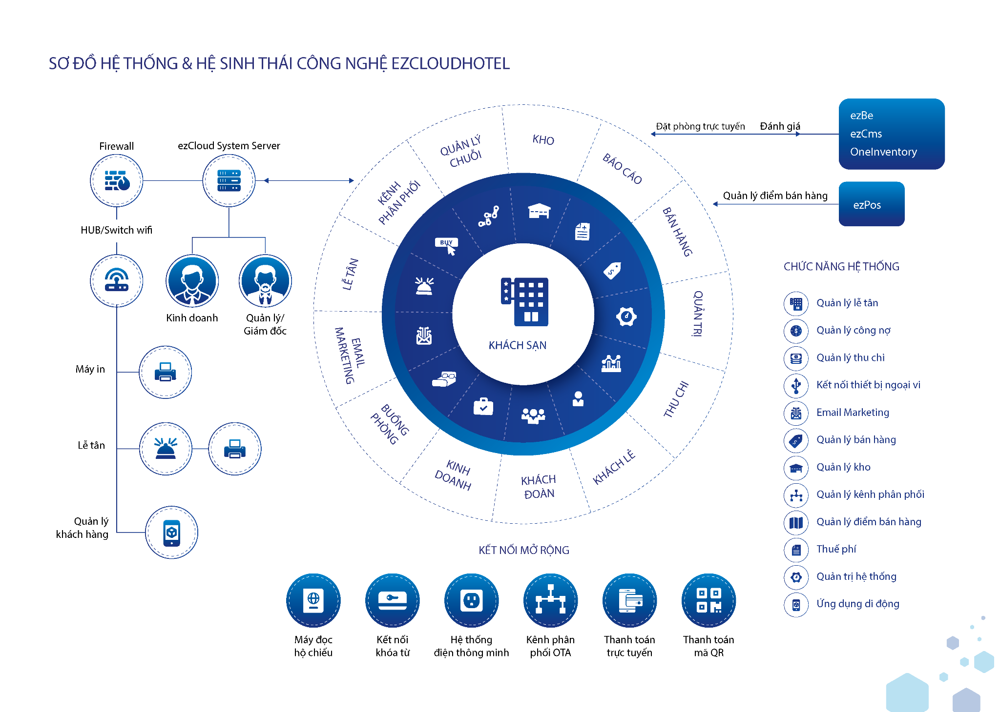 SƠ ĐỒ HỆ THỐNG & HỆ SINH THÁI CÔNG NGHỆ EZCLOUDHOTEL
Firewall
ezCloud System Server
HUB/Switch wifi
Kinh doanh
Quản lý/
Giám đốc
Máy in
Lễ tân
Quản lý
khách hàng
QUẢN LÝ
CHUỖI
KHO
BÁO CÁO
BÁN HÀNG
QUẢN TRỊ
THU CHI
KHÁCH LẺ
KHÁCH
ĐOÀN
KINH
DOANH
BUỒNG
PHÒNG
EMAIL
MARKETING
LỄ TÂN
KÊNH
PHÂN PHỐI
BUY
KHÁCH SẠN
Đặt phòng trực tuyến
Đánh giá
ezBe
ezCms
OneInventory
Quản lý điểm bán hàng
ezPos
CHỨC NĂNG HỆ THỐNG
Quản lý lễ tân
Quản lý công nợ
Quản lý thu chi
Kết nối thiết bị ngoại vi
Email Marketing
Quản lý bán hàng
Quản lý kho
Quản lý kênh phân phối
Quản lý điểm bán hàng
Thuế phí
Quản trị hệ thống
Ứng dụng di động
KẾT NỐI MỞ RỘNG
Máy đọc
hộ chiếu
Kết nối
khóa từ
Hệ thống
điện thông minh
Kênh phân
phối OTA
Thanh toán
trực tuyến
Thanh toán
mã QR